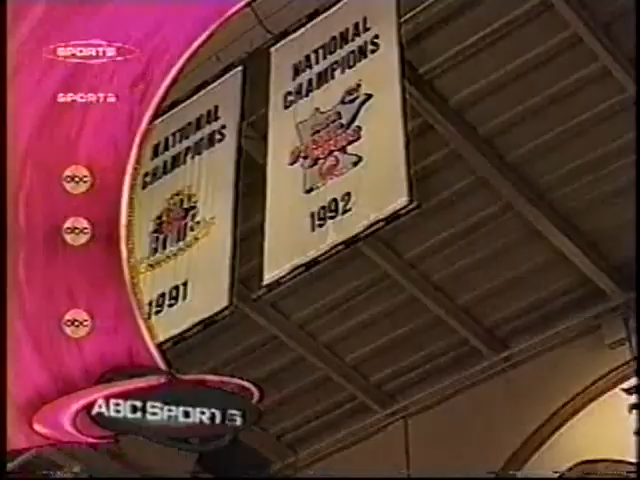 SPORTS
SPORTS
abc
abc
abc
ABC SPORTS
NATIONAL
CHAMPIONS
1991
NATIONAL
CHAMPIONS
1992